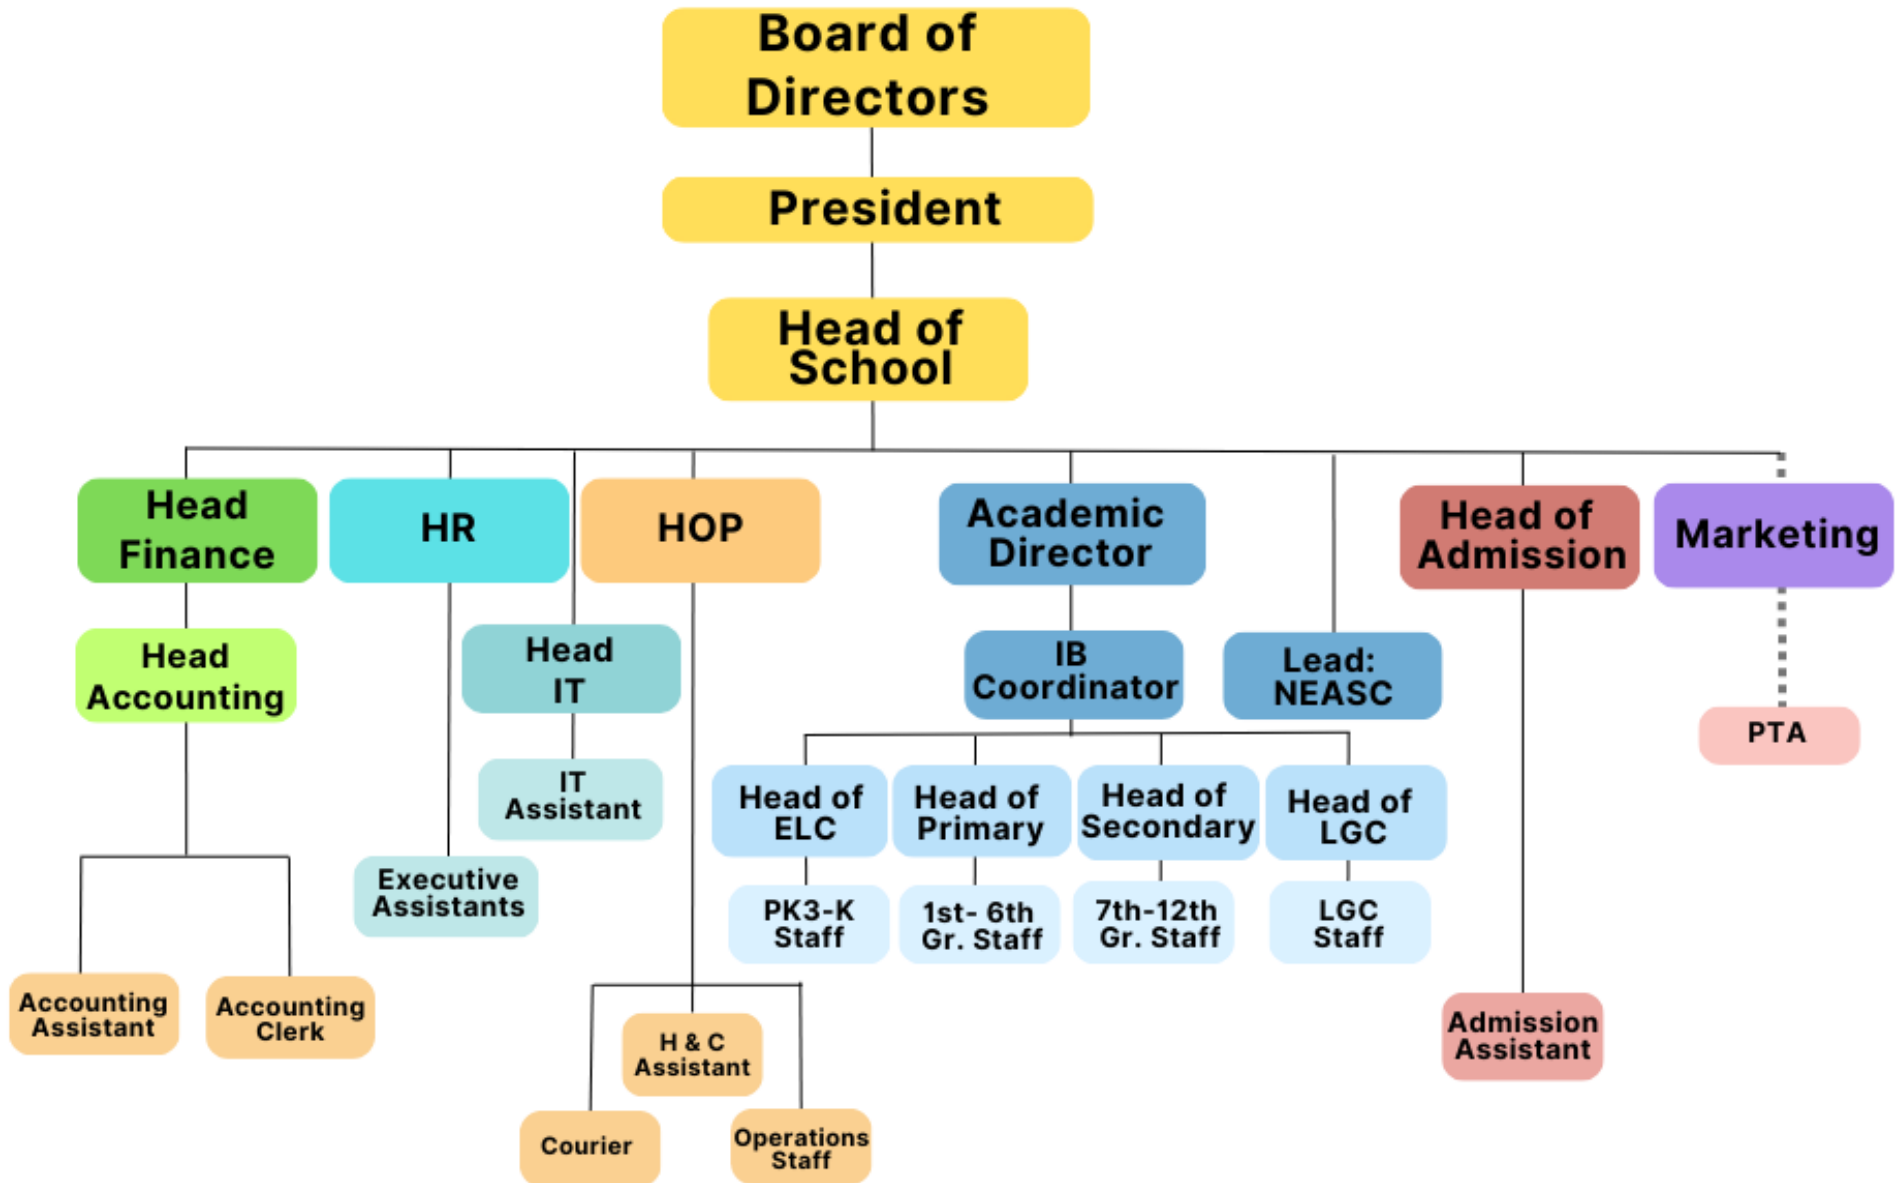 Board of
Directors
President
Head of
School
Head
Finance
HR
HOP
Academic
Director
Head of
Admission
Marketing
Head
Accounting
Head
IT
IB
Coordinator
Lead:
NEASC
PTA
IT
Assistant
Head of
ELC
Head of
Primary
Head of
Secondary
Head of
LGC
Executive
Assistants
PK3-K
Staff
1st- 6th
Gr. Staff
7th-12th
Gr. Staff
LGC
Staff
Accounting
Assistant
Accounting
Clerk
H & C
Assistant
Admission
Assistant
Courier
Operations
Staff